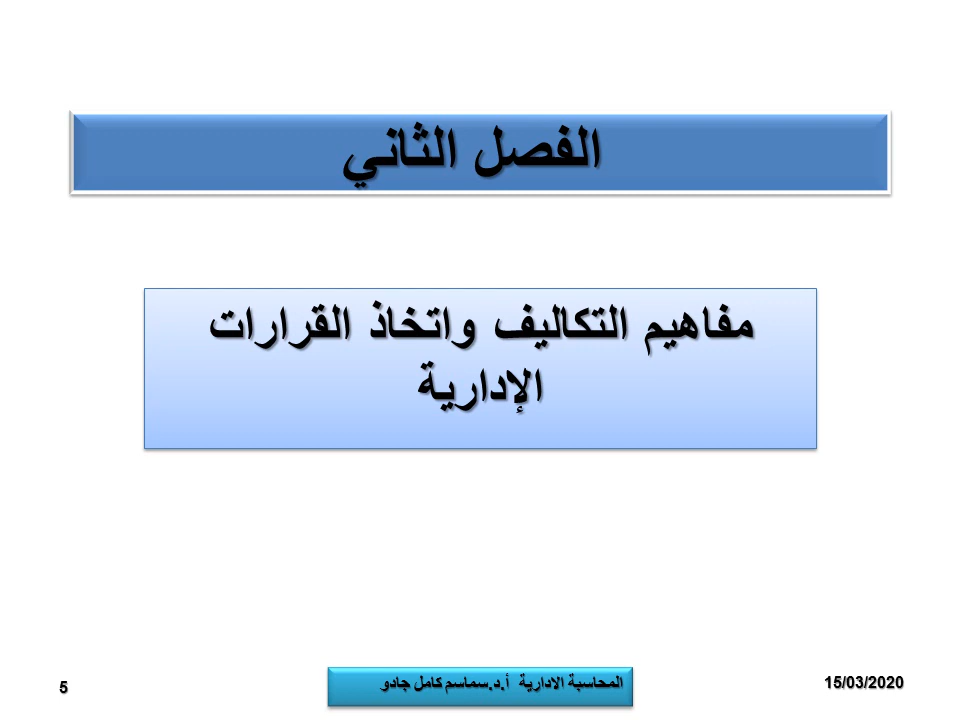 الفصل الثاني
مفاهيم التكاليف واتخاذ القرارات
الإدارية
15/03/2020
المحاسبة الادارية أ.د.سماسم كامل جادو
5